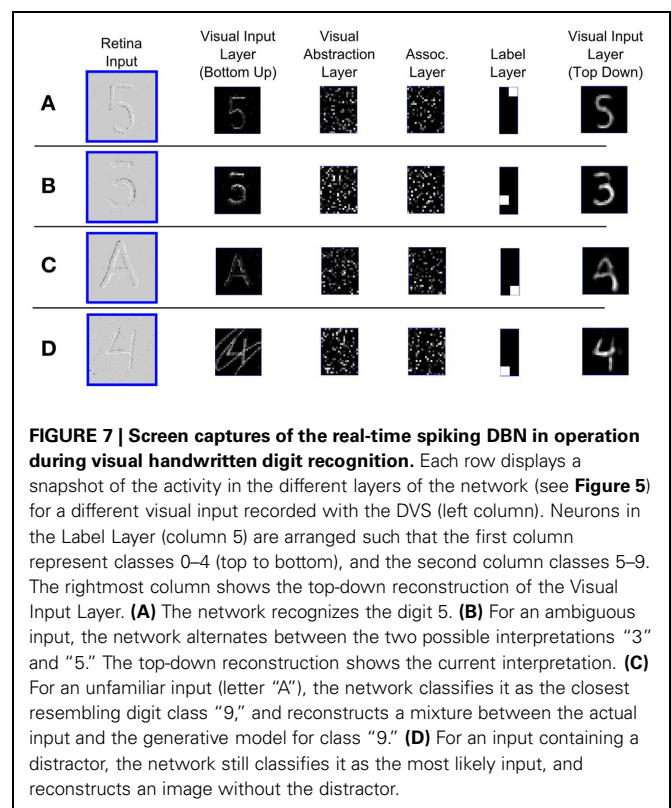 Retina Input
Visual Input Layer (Bottom Up)
Visual Abstraction Layer
Assoc. Layer
Label Layer
Visual Input Layer (Top Down)
A
5
5
5
B
3
C
A
A
9
D
4
4
4
FIGURE 7 | Screen captures of the real-time spiking DBN in operation
during visual handwritten digit recognition. Each row displays a
snapshot of the activity in the different layers of the network (see Figure 5)
for a different visual input recorded with the DVS (left column). Neurons in
the Label Layer (column 5) are arranged such that the first column
represent classes 0–4 (top to bottom), and the second column classes 5–9.
The rightmost column shows the top-down reconstruction of the Visual
Input Layer. (A) The network recognizes the digit 5. (B) For an ambiguous
input, the network alternates between the two possible interpretations “3”
and “5.” The top-down reconstruction shows the current interpretation. (C)
For an unfamiliar input (letter “A”), the network classifies it as the closest
resembling digit class “9,” and reconstructs a mixture between the actual
input and the generative model for class “9.” (D) For an input containing a
distractor, the network still classifies it as the most likely input, and
reconstructs an image without the distractor.